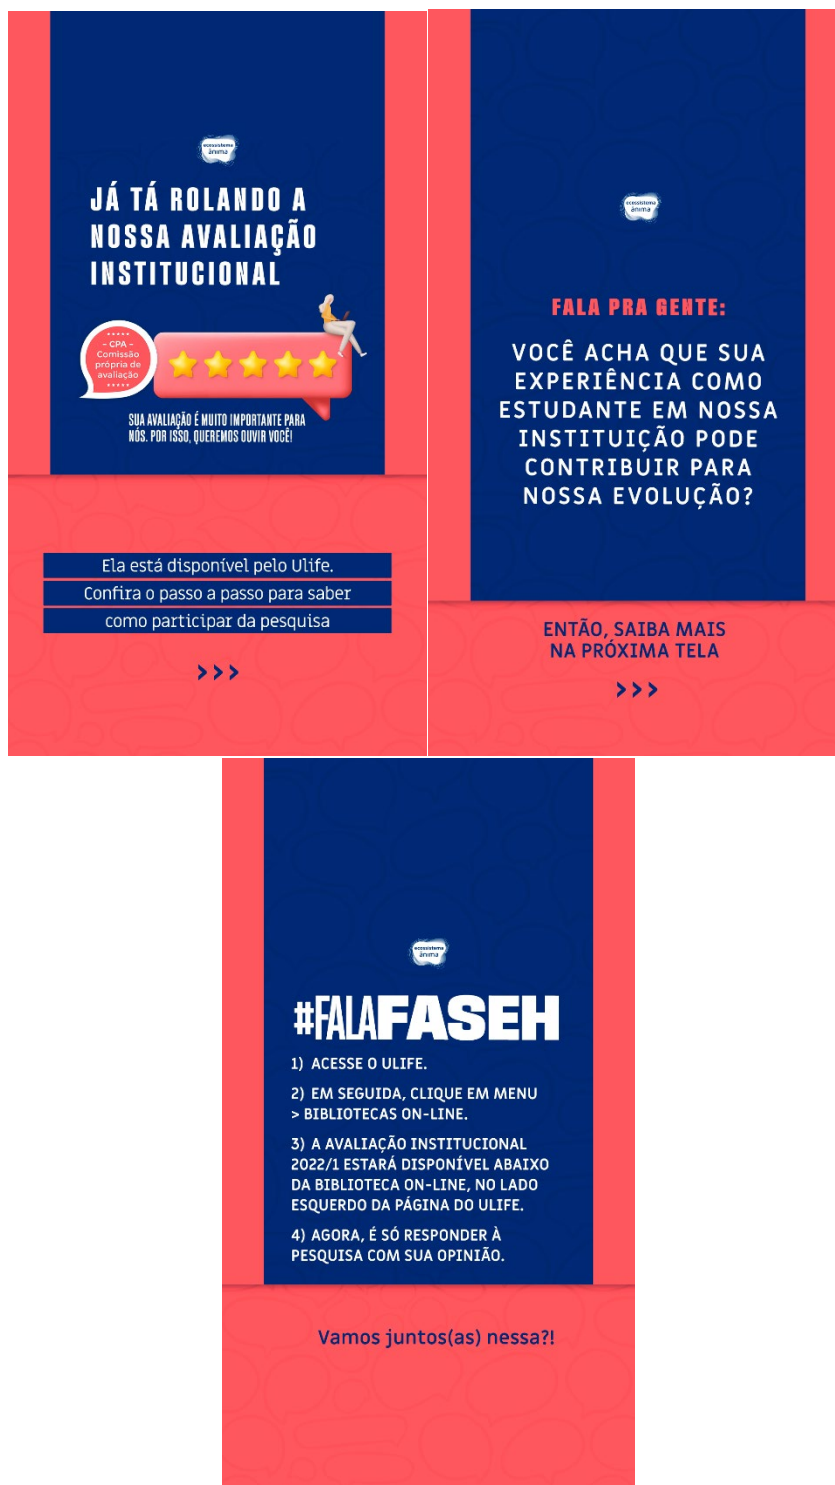 ecossistema
ânima
JÁ TÁ ROLANDO A
NOSSA AVALIAÇÃO
INSTITUCIONAL
– CPA –
Comissão
própria de
avaliação
SUA AVALIAÇÃO É MUITO IMPORTANTE PARA
NÓS. POR ISSO, QUEREMOS OUVIR VOCÊ!
Ela está disponível pelo Ulife.
Confira o passo a passo para saber
como participar da pesquisa
>>>
ecossistema
ânima
FALA PRA GENTE:
VOCÊ ACHA QUE SUA
EXPERIÊNCIA COMO
ESTUDANTE EM NOSSA
INSTITUIÇÃO PODE
CONTRIBUIR PARA
NOSSA EVOLUÇÃO?
ENTÃO, SAIBA MAIS
NA PRÓXIMA TELA
>>>
ecossistema
ânima
#FALAFASEH
1) ACESSE O ULIFE.
2) EM SEGUIDA, CLIQUE EM MENU
> BIBLIOTECAS ON-LINE.
3) A AVALIAÇÃO INSTITUCIONAL
2022/1 ESTARÁ DISPONÍVEL ABAIXO
DA BIBLIOTECA ON-LINE, NO LADO
ESQUERDO DA PÁGINA DO ULIFE.
4) AGORA, É SÓ RESPONDER À
PESQUISA COM SUA OPINIÃO.
Vamos juntos(as) nessa?!